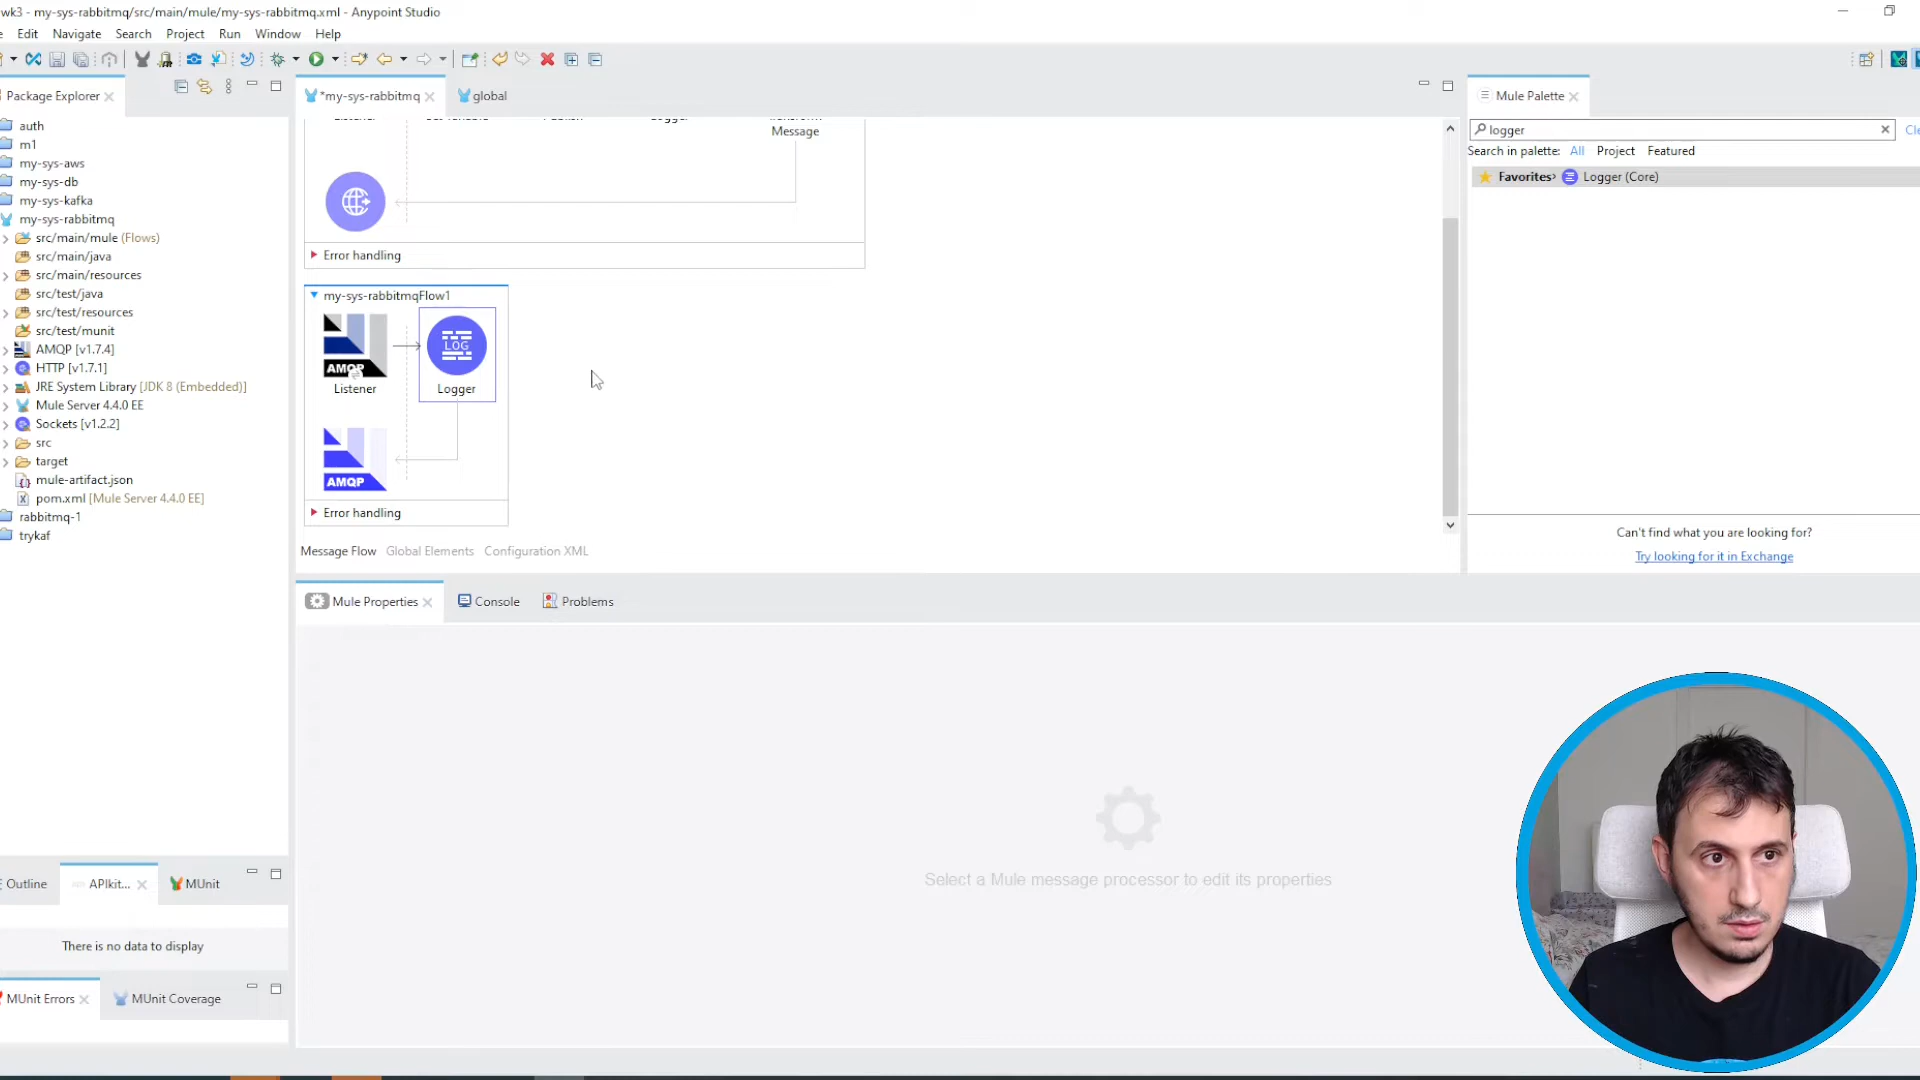 wk3 - my-sys-rabbitmq/src/main/mule/my-sys-rabbitmq.xml - Anypoint Studio
Edit Navigate Search Project Run Window Help
Package Explorer
auth
m1
my-sys-aws
my-sys-db
my-sys-kafka
my-sys-rabbitmq
src/main/mule (Flows)
src/main/java
src/main/resources
src/test/java
src/test/resources
src/test/munit
AMQP [v1.7.4]
HTTP [v1.7.1]
JRE System Library [JDK 8 (Embedded)]
Mule Server 4.4.0 EE
Sockets [v1.2.2]
src
target
mule-artifact.json
pom.xml [Mule Server 4.4.0 EE]
rabbitmq-1
trykaf
Outline APIkit... MUnit
There is no data to display
MUnit Errors MUnit Coverage
*my-sys-rabbitmq global
Message
Error handling
my-sys-rabbitmqFlow1
AMQP
LOG
Listener Logger
AMQP
Error handling
Message Flow Global Elements Configuration XML
Mule Properties Console Problems
Select a Mule message processor to edit its properties
Mule Palette
logger
Search in palette: All Project Featured
Favorites Logger (Core)
Can't find what you are looking for?
Try looking for it in Exchange